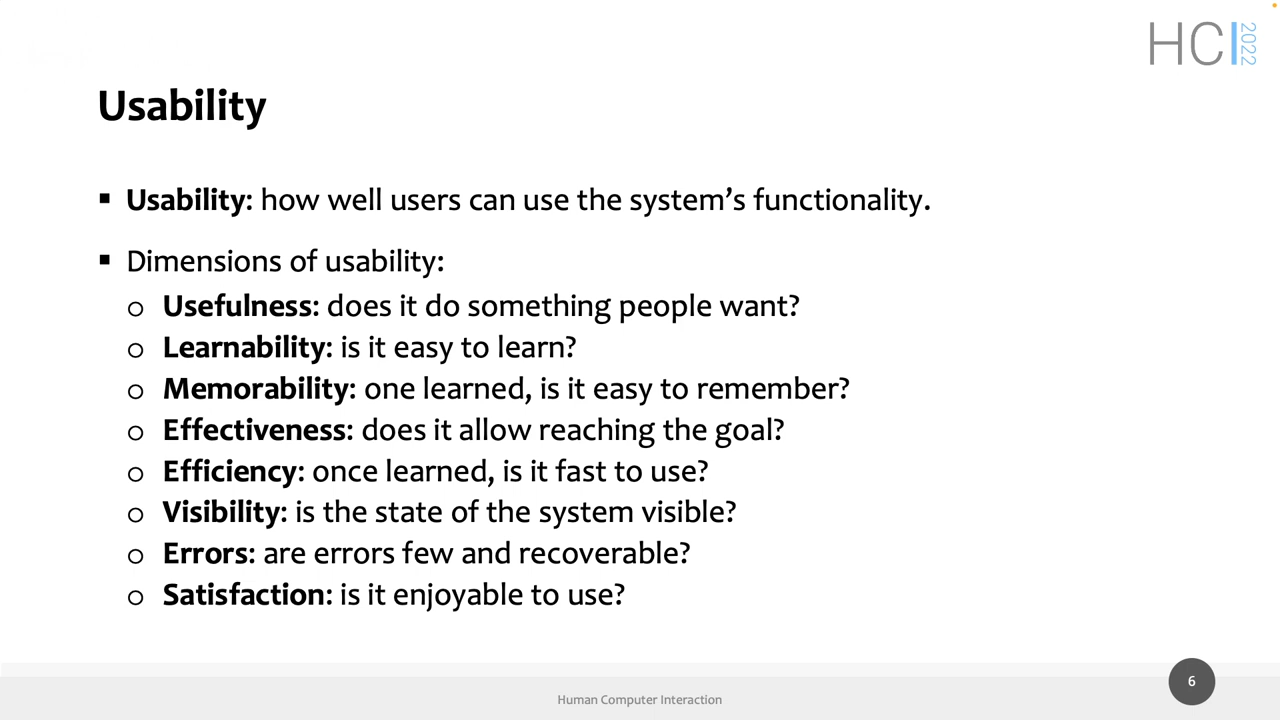 HCI 2022
Usability
▪ Usability: how well users can use the system’s functionality.
▪ Dimensions of usability:
o Usefulness: does it do something people want?
o Learnability: is it easy to learn?
o Memorability: one learned, is it easy to remember?
o Effectiveness: does it allow reaching the goal?
o Efficiency: once learned, is it fast to use?
o Visibility: is the state of the system visible?
o Errors: are errors few and recoverable?
o Satisfaction: is it enjoyable to use?
Human Computer Interaction
6